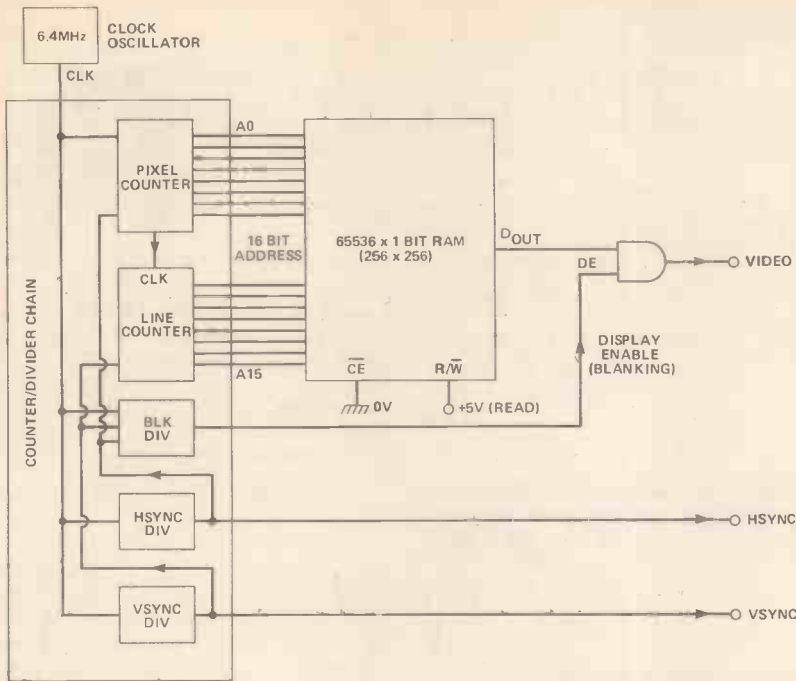 6.4MHz
CLOCK
OSCILLATOR
CLK
COUNTER/DIVIDER CHAIN
PIXEL
COUNTER
CLK
LINE
COUNTER
BLK
DIV
HSYNC
DIV
VSYNC
DIV
A0
16 BIT
ADDRESS
A15
65536 x 1 BIT RAM
(256 x 256)
CE
R/W
0V
+5V (READ)
DOUT
DE
DISPLAY
ENABLE
(BLANKING)
VIDEO
HSYNC
VSYNC